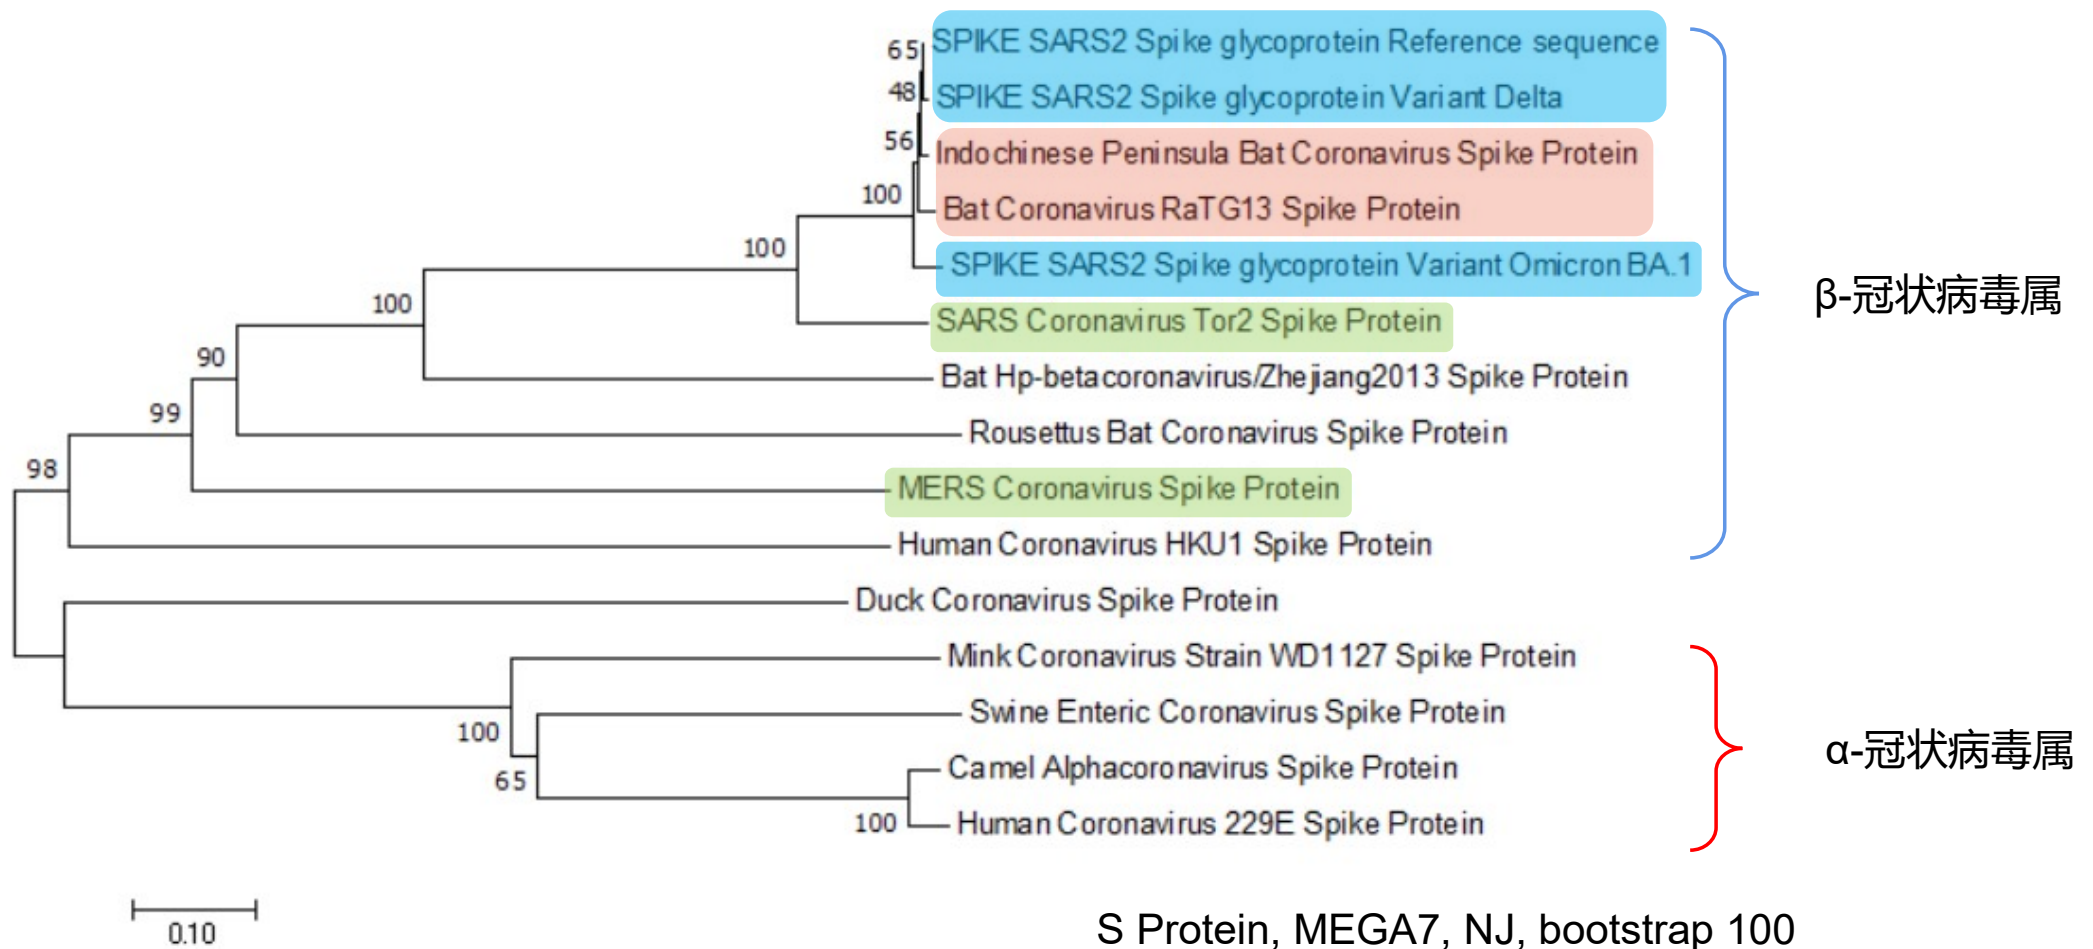 65
SPIKE SARS2 Spike glycoprotein Reference sequence
48
SPIKE SARS2 Spike glycoprotein Variant Delta
56
Indochinese Peninsula Bat Coronavirus Spike Protein
100
Bat Coronavirus RaTG13 Spike Protein
100
SPIKE SARS2 Spike glycoprotein Variant Omicron BA.1
β-冠状病毒属
100
SARS Coronavirus Tor2 Spike Protein
90
Bat Hp-betacoronavirus/Zhejiang2013 Spike Protein
99
Rousettus Bat Coronavirus Spike Protein
98
MERS Coronavirus Spike Protein
Human Coronavirus HKU1 Spike Protein
Duck Coronavirus Spike Protein
Mink Coronavirus Strain WD1127 Spike Protein
100
Swine Enteric Coronavirus Spike Protein
α-冠状病毒属
65
Camel Alphacoronavirus Spike Protein
100
Human Coronavirus 229E Spike Protein
0.10
S Protein, MEGA7, NJ, bootstrap 100